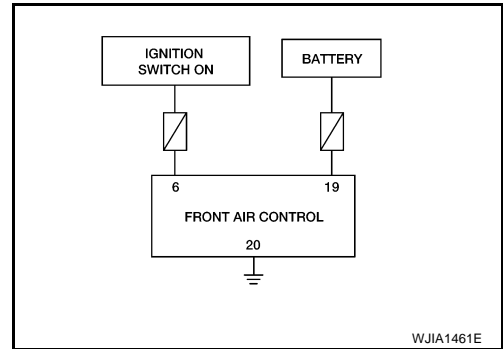 IGNITION
SWITCH ON
BATTERY
6 19
FRONT AIR CONTROL
20
WJIA1461E